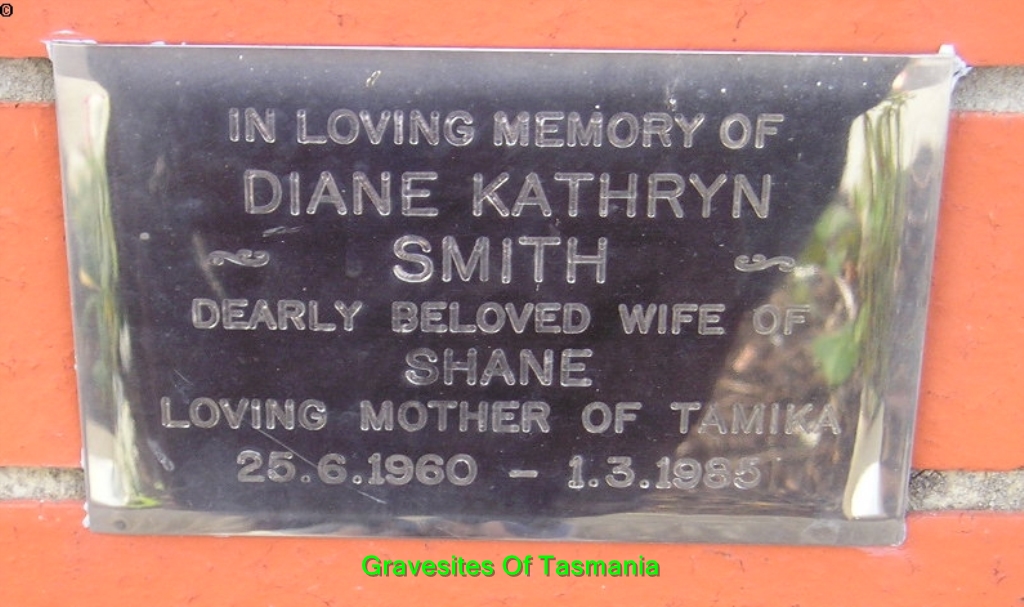 ©
IN LOVING MEMORY OF
DIANE KATHRYN
SMITH
DEARLY BELOVED WIFE OF
SHANE
LOVING MOTHER OF TAMIKA
25.6.1960 - 1.3.1985
Gravesites Of Tasmania